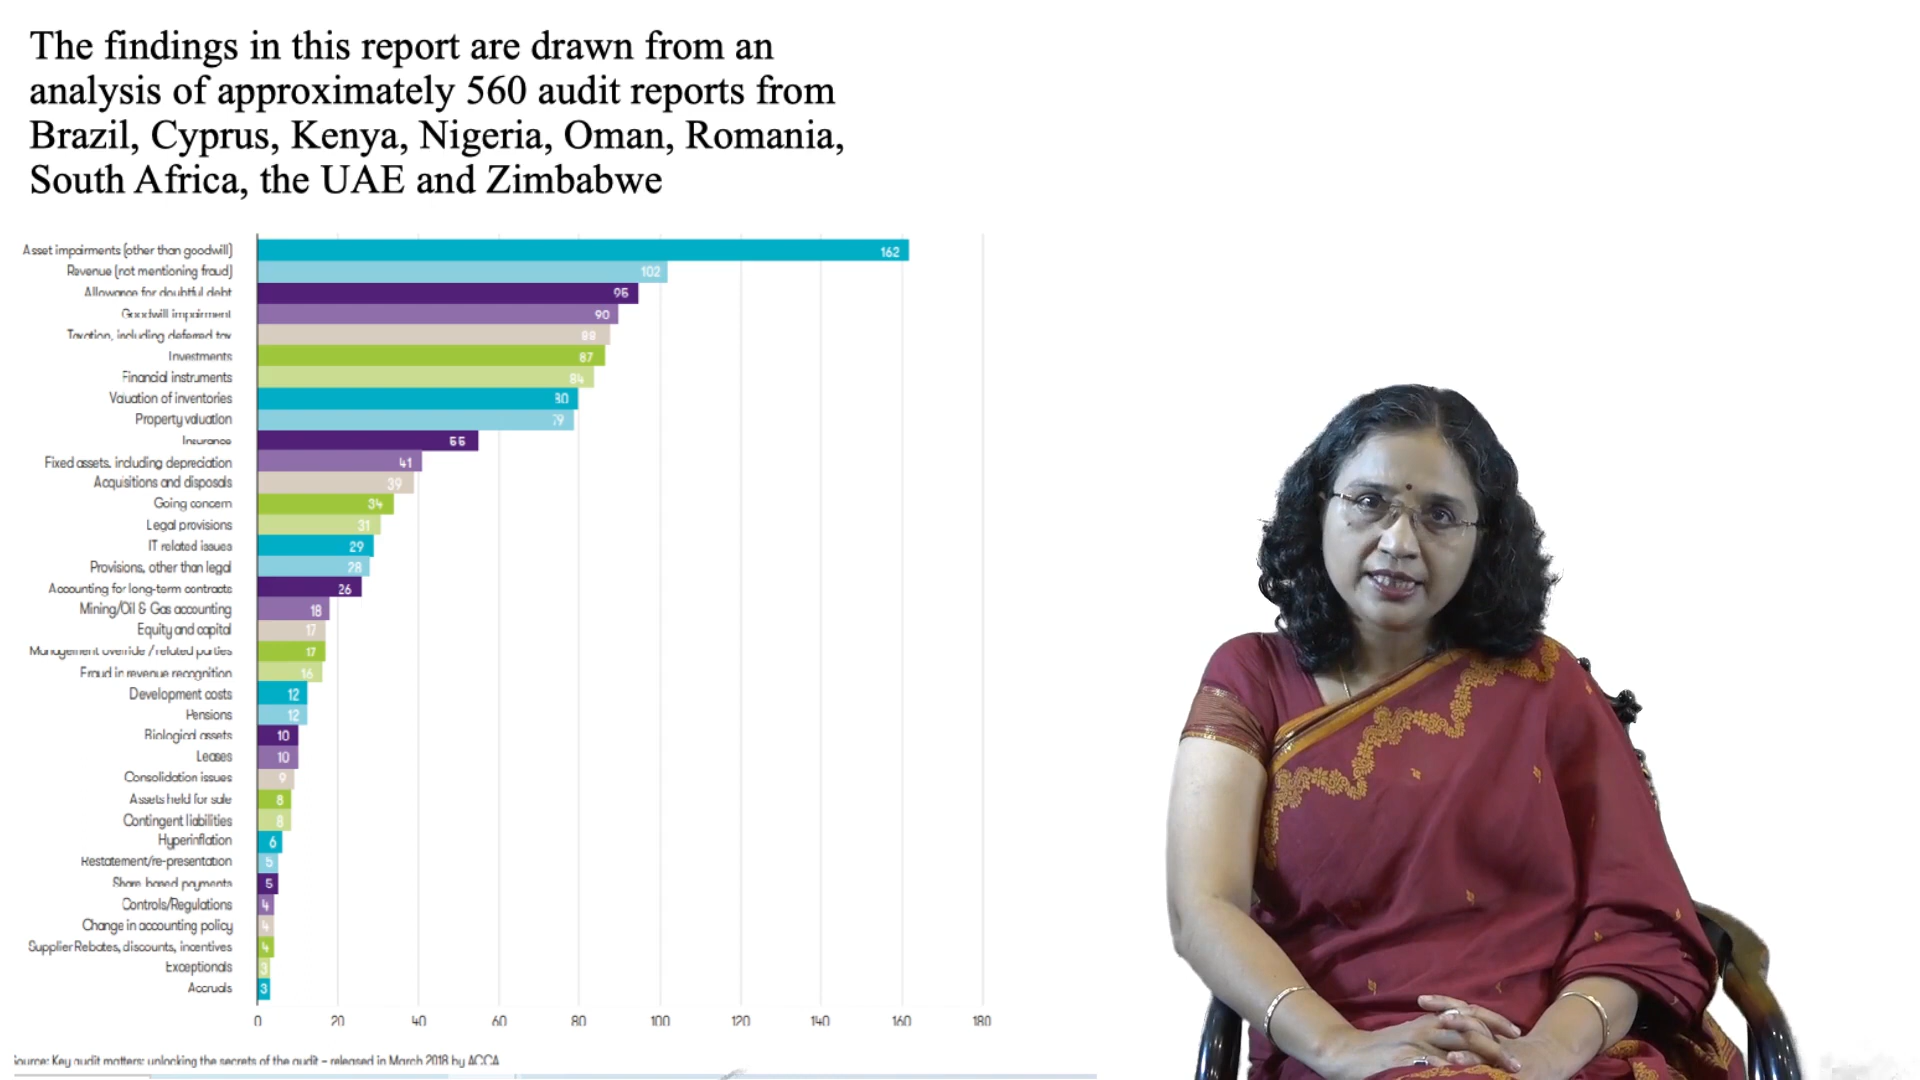 The findings in this report are drawn from an
analysis of approximately 560 audit reports from
Brazil, Cyprus, Kenya, Nigeria, Oman, Romania,
South Africa, the UAE and Zimbabwe
Asset impairments (other than goodwill) 162
Revenue (not mentioning fraud) 102
Allowance for doubtful debt 95
Goodwill impairment 90
Taxation, including deferred tax 88
Investments 87
Financial instruments 84
Valuation of inventories 80
Property valuation 79
Insurance 55
Fixed assets, including depreciation 41
Acquisitions and disposals 39
Going concern 34
Legal provisions 31
IT related issues 29
Provisions, other than legal 28
Accounting for long-term contracts 26
Mining/Oil & Gas accounting 18
Equity and capital 17
Management override / related parties 17
Fraud in revenue recognition 16
Development costs 12
Pensions 12
Biological assets 10
Leases 10
Consolidation issues 9
Assets held for sale 8
Contingent liabilities 8
Hyperinflation 6
Restatement/re-presentation 5
Share based payments 5
Controls/Regulations 4
Change in accounting policy 4
Supplier Rebates, discounts, incentives 4
Exceptionals 3
Accruals 3
0 20 40 60 80 100 120 140 160 180
Source: Key audit matters: unlocking the secrets of the audit – released in March 2018 by ACCA